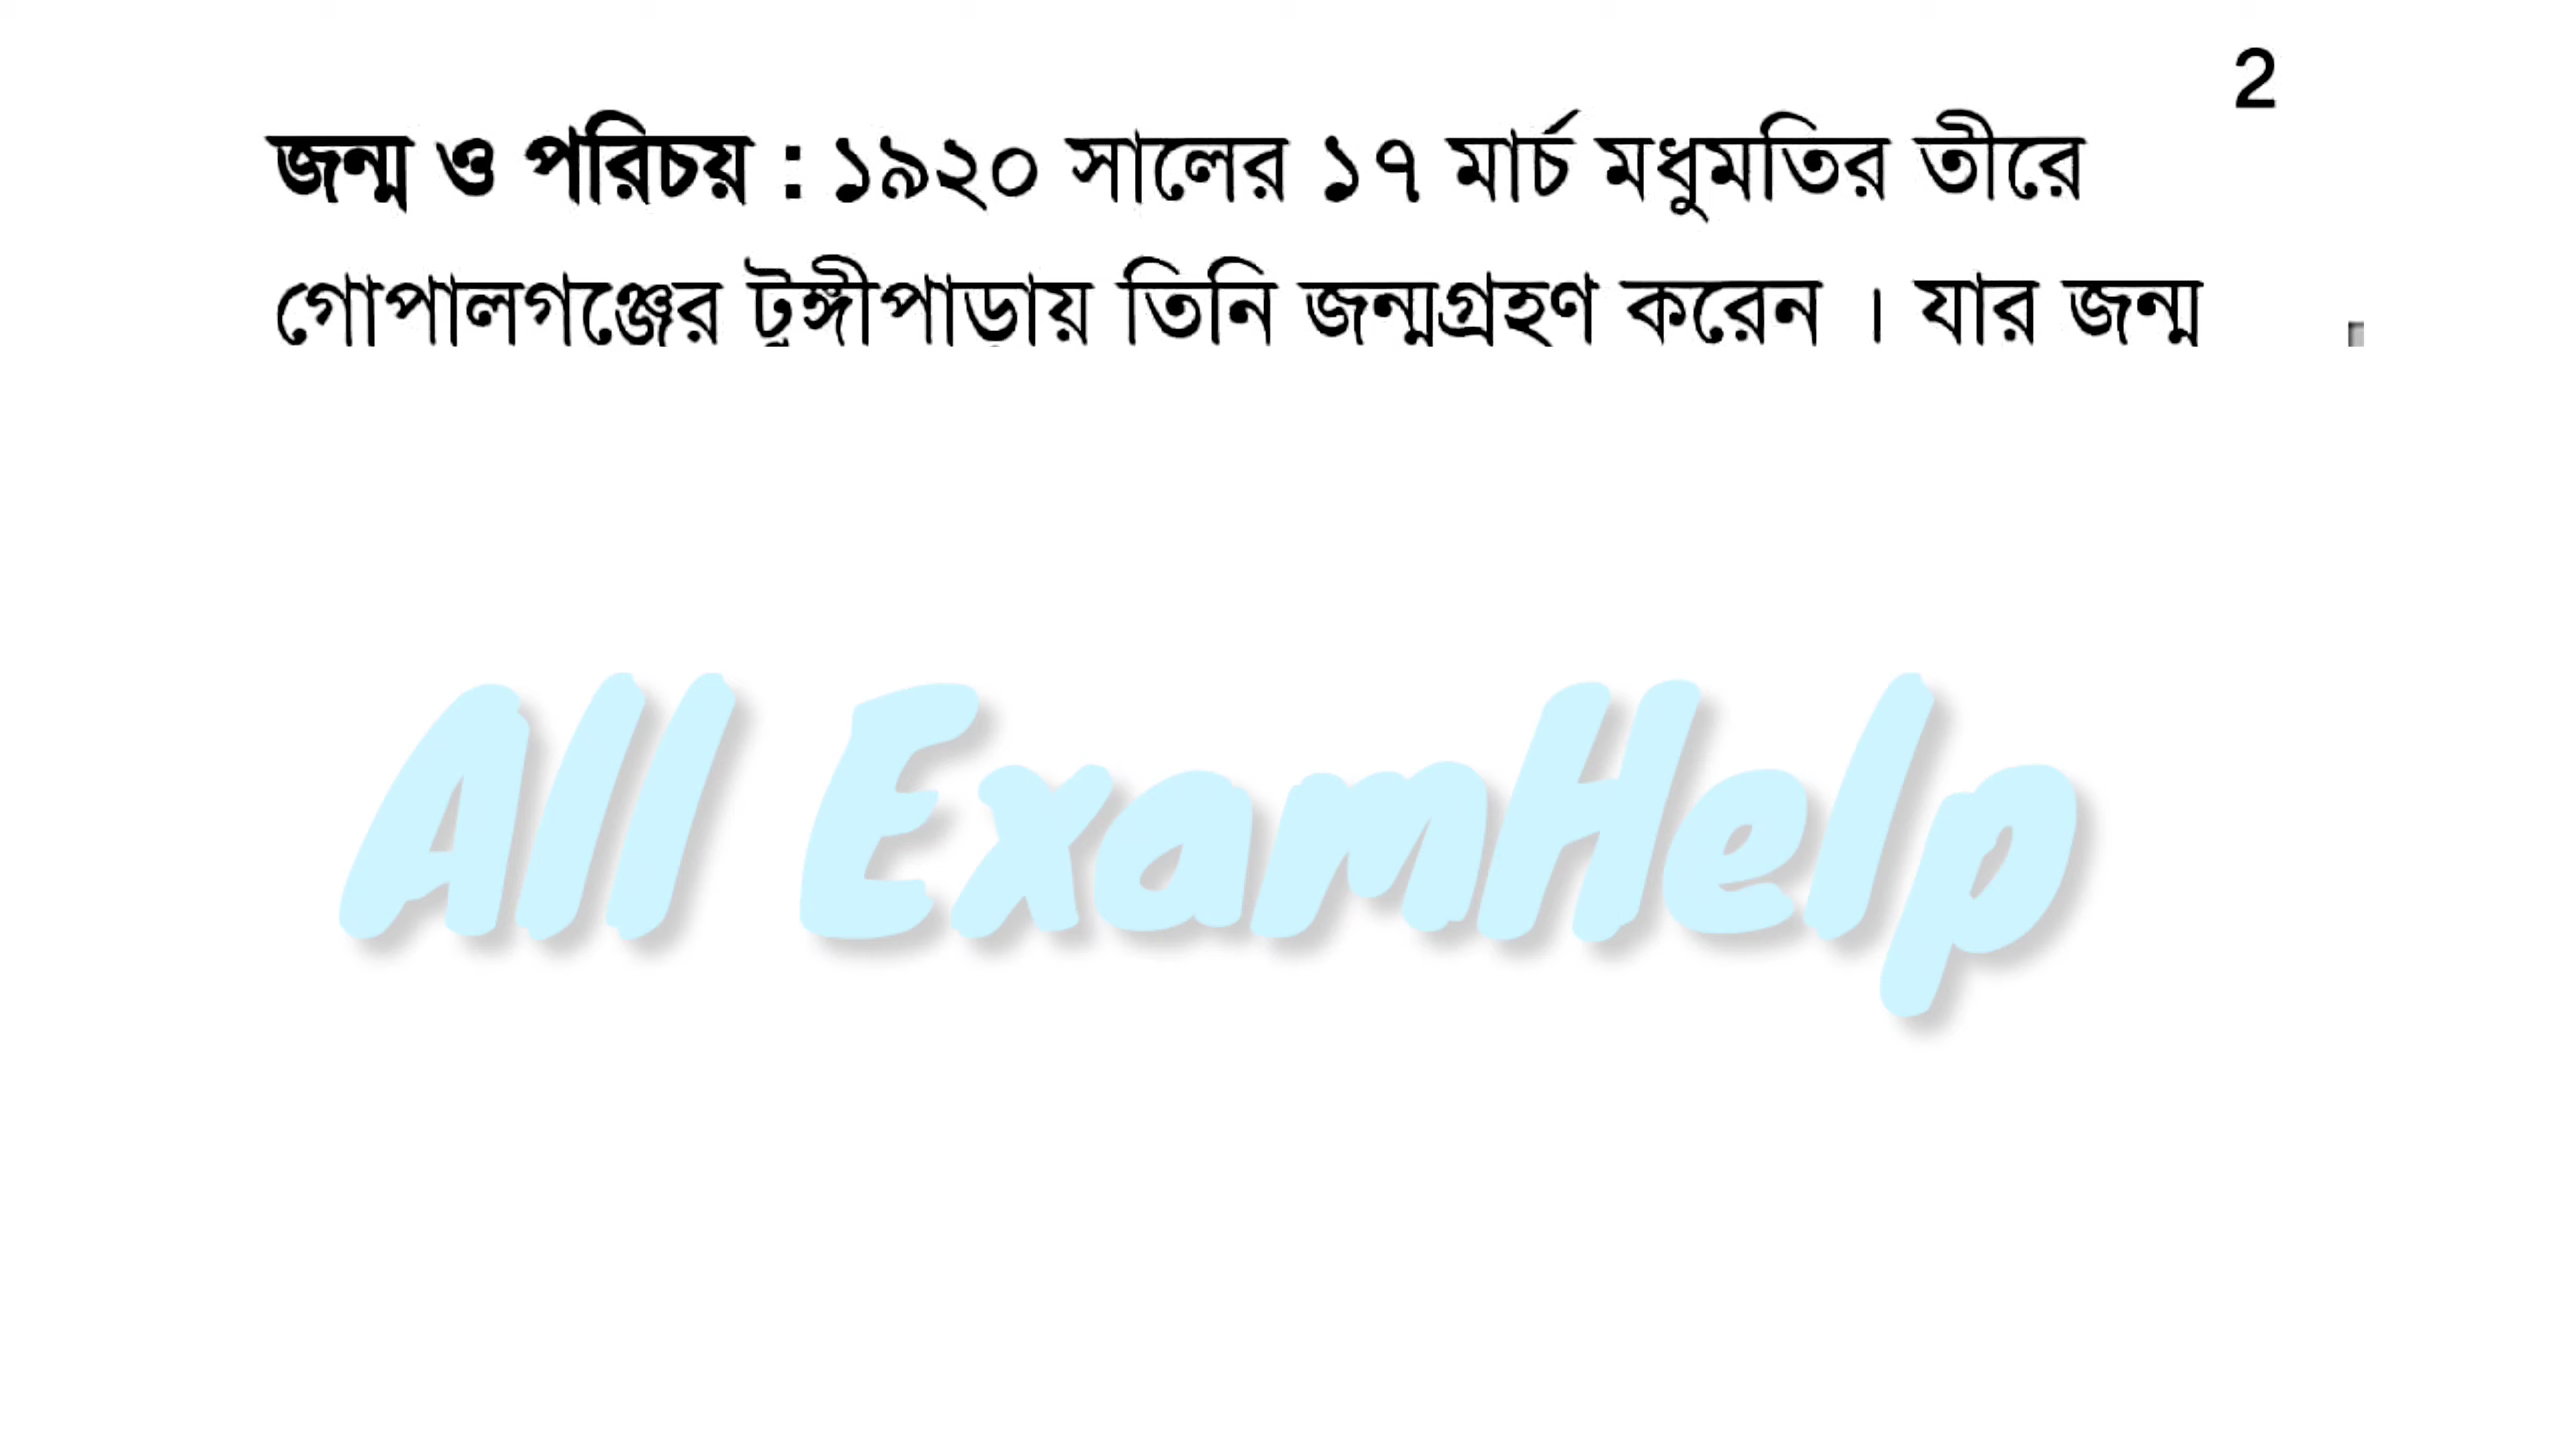 2
জন্ম ও পরিচয় : ১৯২০ সালের ১৭ মার্চ মধুমতির তীরে
গোপালগঞ্জের টুঙ্গীপাড়ায় তিনি জন্মগ্রহণ করেন । যার জন্ম
All ExamHelp